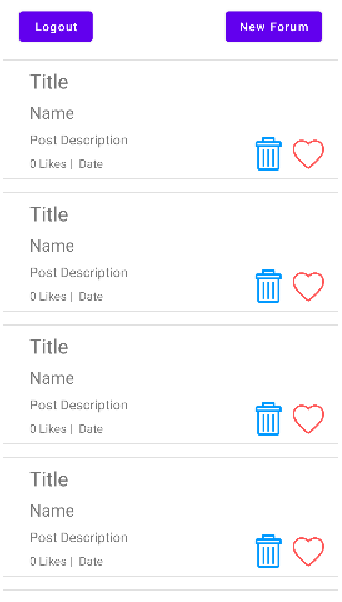 Logout
New Forum
Title
Name
Post Description
0 Likes | Date
Title
Name
Post Description
0 Likes | Date
Title
Name
Post Description
0 Likes | Date
Title
Name
Post Description
0 Likes | Date